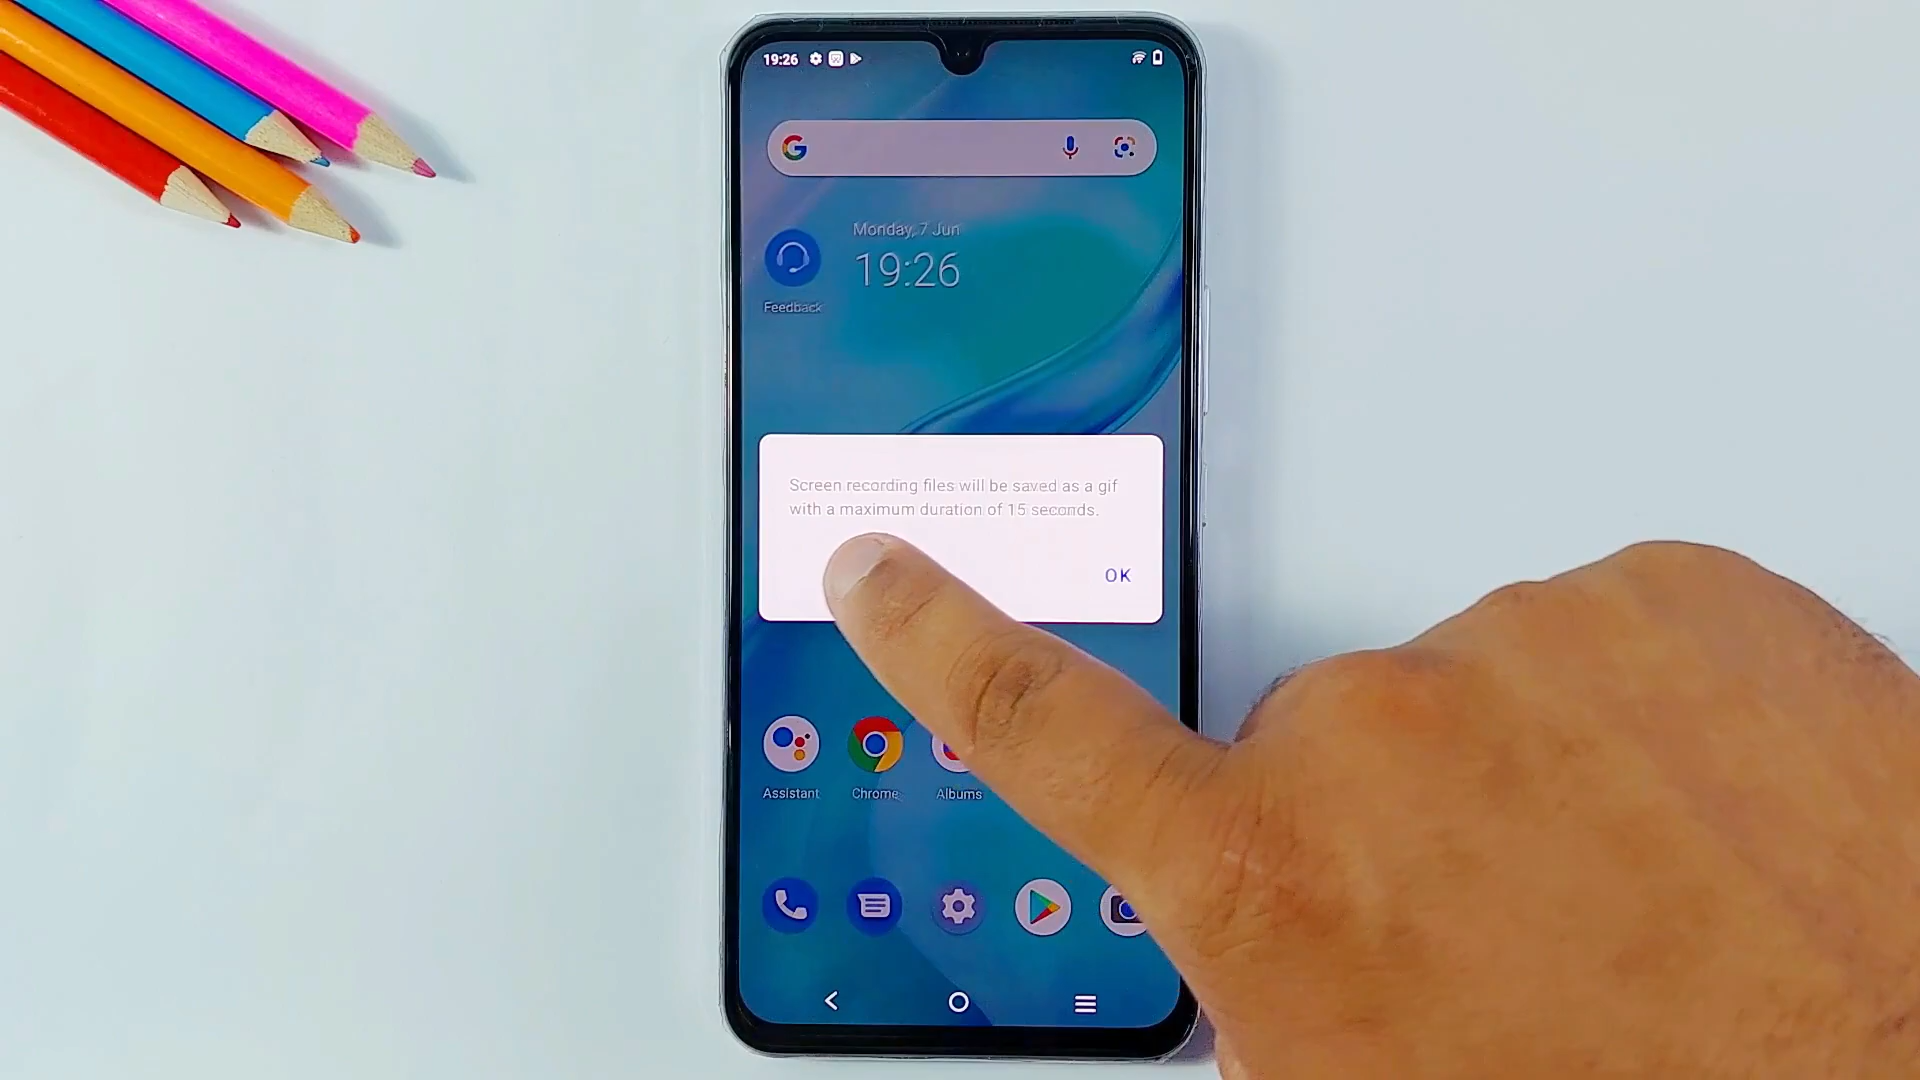 19:26
Monday, 7 Jun
19:26
Feedback
Screen recording files will be saved as a gif
with a maximum duration of 15 seconds.
OK
Assistant
Chrome
Albums